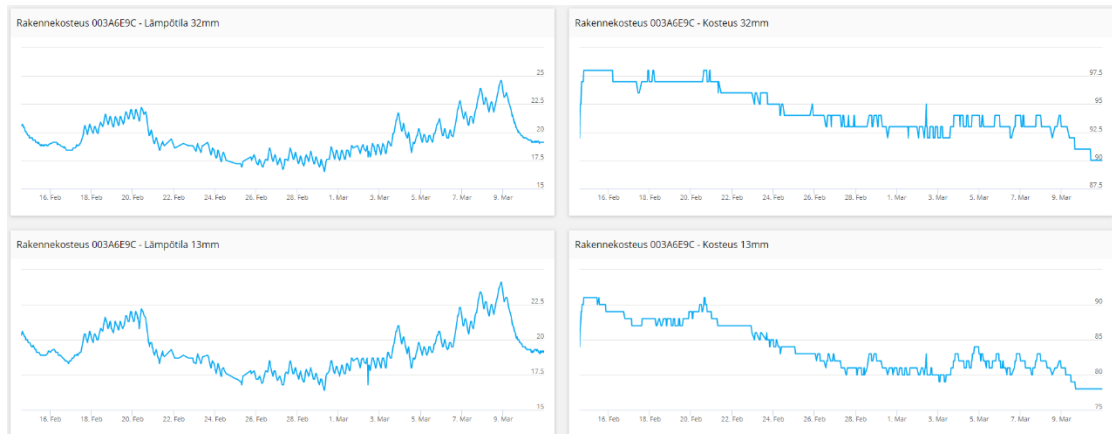 Rakennekosteus 003A6E9C - Lämpötila 32mm
25
22.5
20
17.5
15
16. Feb 18. Feb 20. Feb 22. Feb 24. Feb 26. Feb 28. Feb 1. Mar 3. Mar 5. Mar 7. Mar 9. Mar
Rakennekosteus 003A6E9C - Kosteus 32mm
97.5
95
92.5
90
87.5
16. Feb 18. Feb 20. Feb 22. Feb 24. Feb 26. Feb 28. Feb 1. Mar 3. Mar 5. Mar 7. Mar 9. Mar
Rakennekosteus 003A6E9C - Lämpötila 13mm
22.5
20
17.5
15
16. Feb 18. Feb 20. Feb 22. Feb 24. Feb 26. Feb 28. Feb 1. Mar 3. Mar 5. Mar 7. Mar 9. Mar
Rakennekosteus 003A6E9C - Kosteus 13mm
90
85
80
75
16. Feb 18. Feb 20. Feb 22. Feb 24. Feb 26. Feb 28. Feb 1. Mar 3. Mar 5. Mar 7. Mar 9. Mar